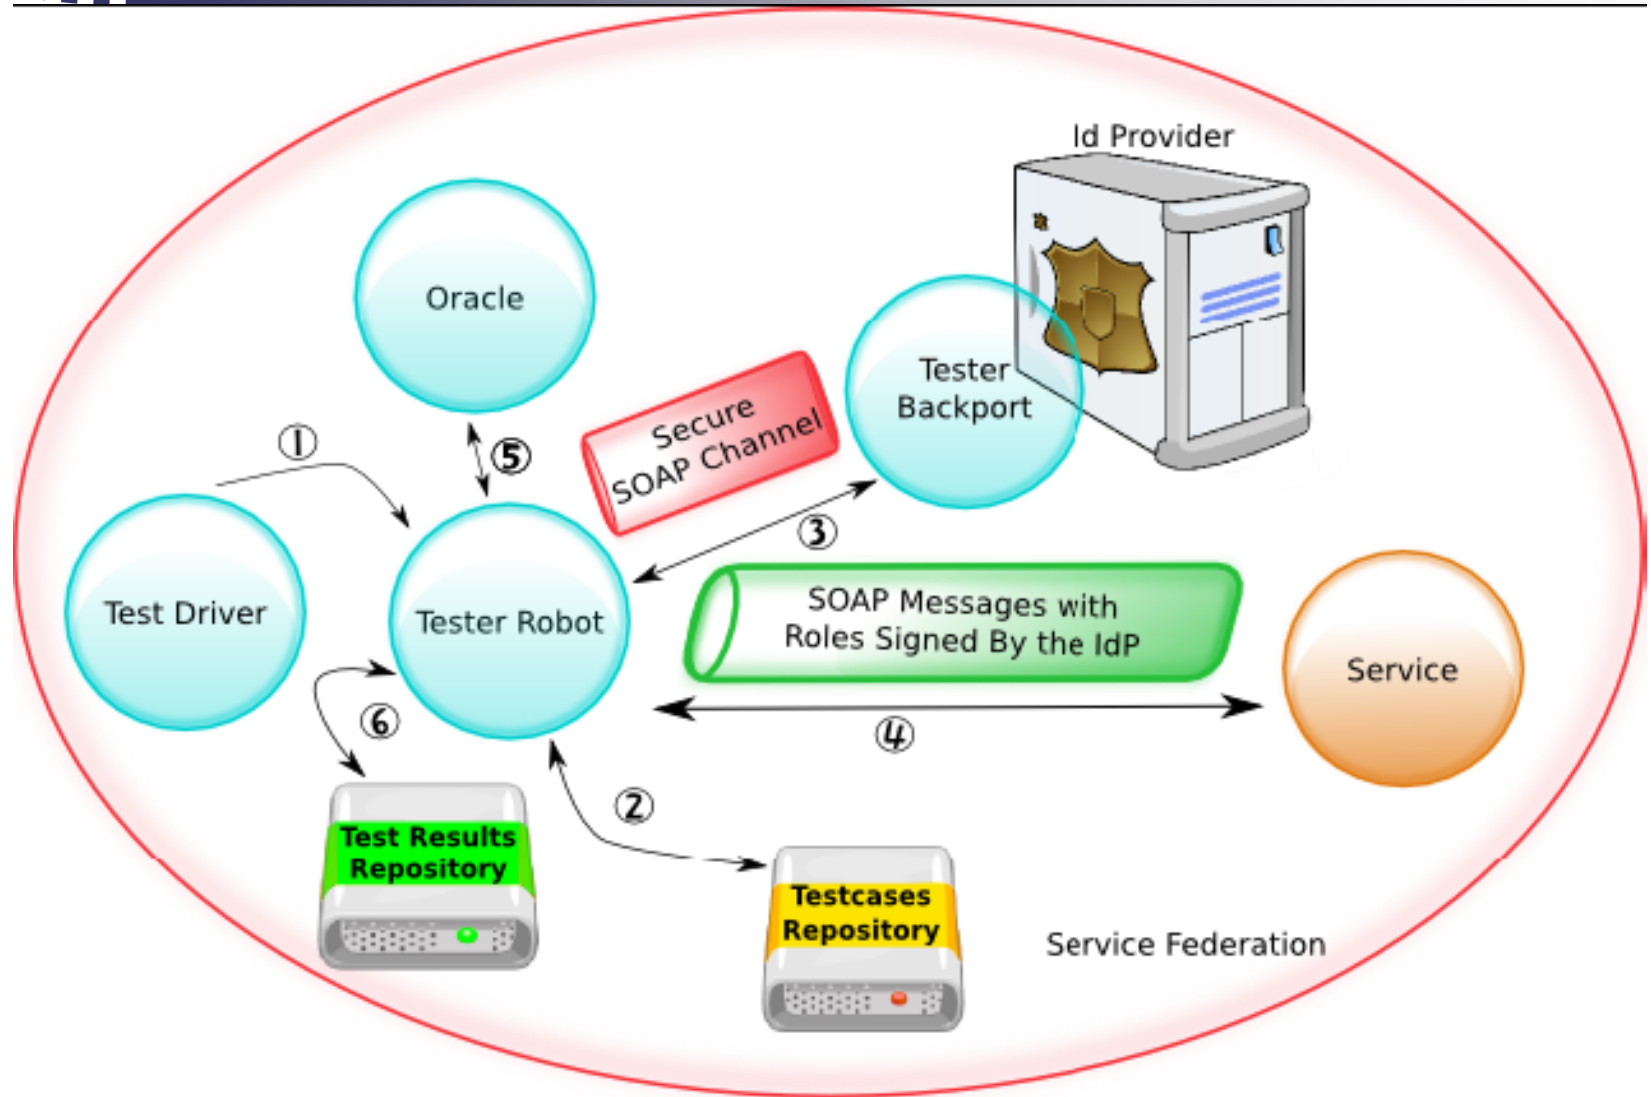 Id Provider
Oracle
Tester
Backport
Secure
SOAP Channel
①
⑤
③
Test Driver
Tester Robot
SOAP Messages with
Roles Signed By the IdP
Service
④
⑥
②
Test Results
Repository
Testcases
Repository
Service Federation